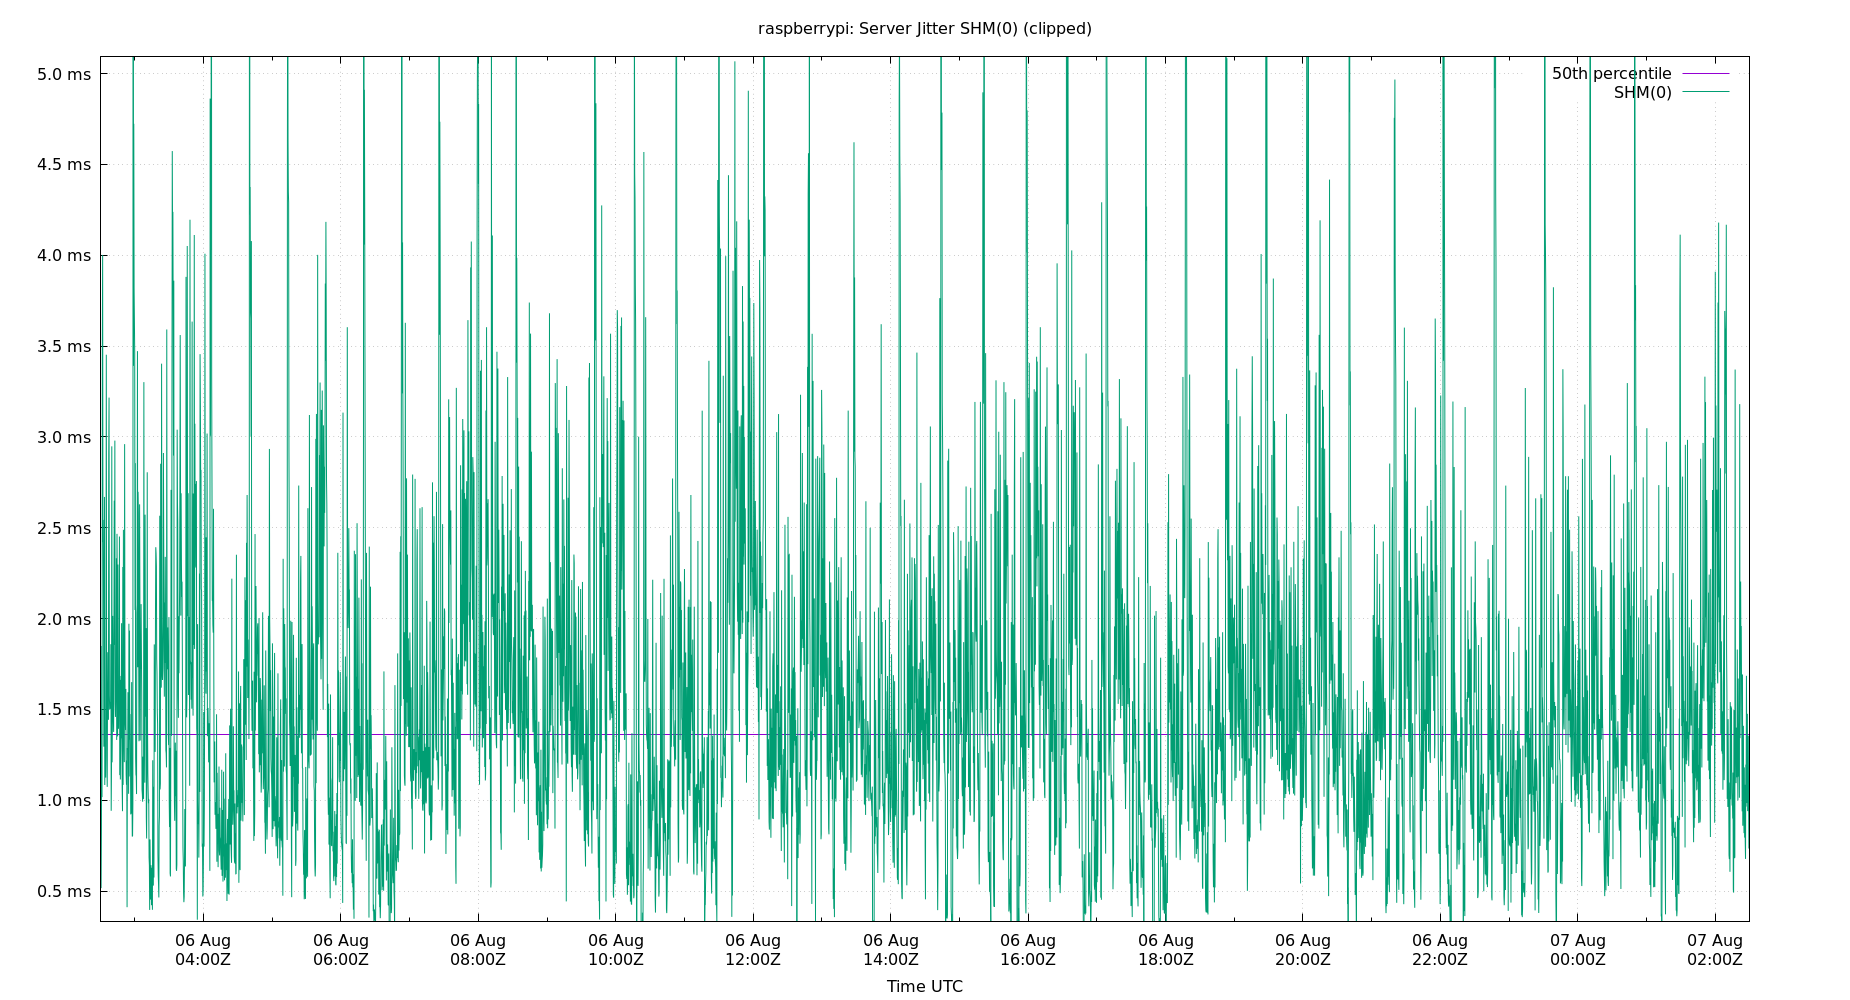 raspberrypi: Server Jitter SHM(0) (clipped)
50th percentile
SHM(0)
5.0 ms
4.5 ms
4.0 ms
3.5 ms
3.0 ms
2.5 ms
2.0 ms
1.5 ms
1.0 ms
0.5 ms
06 Aug 06 Aug 06 Aug 06 Aug 06 Aug 06 Aug 06 Aug 06 Aug 06 Aug 06 Aug 07 Aug 07 Aug
04:00Z 06:00Z 08:00Z 10:00Z 12:00Z 14:00Z 16:00Z 18:00Z 20:00Z 22:00Z 00:00Z 02:00Z
Time UTC